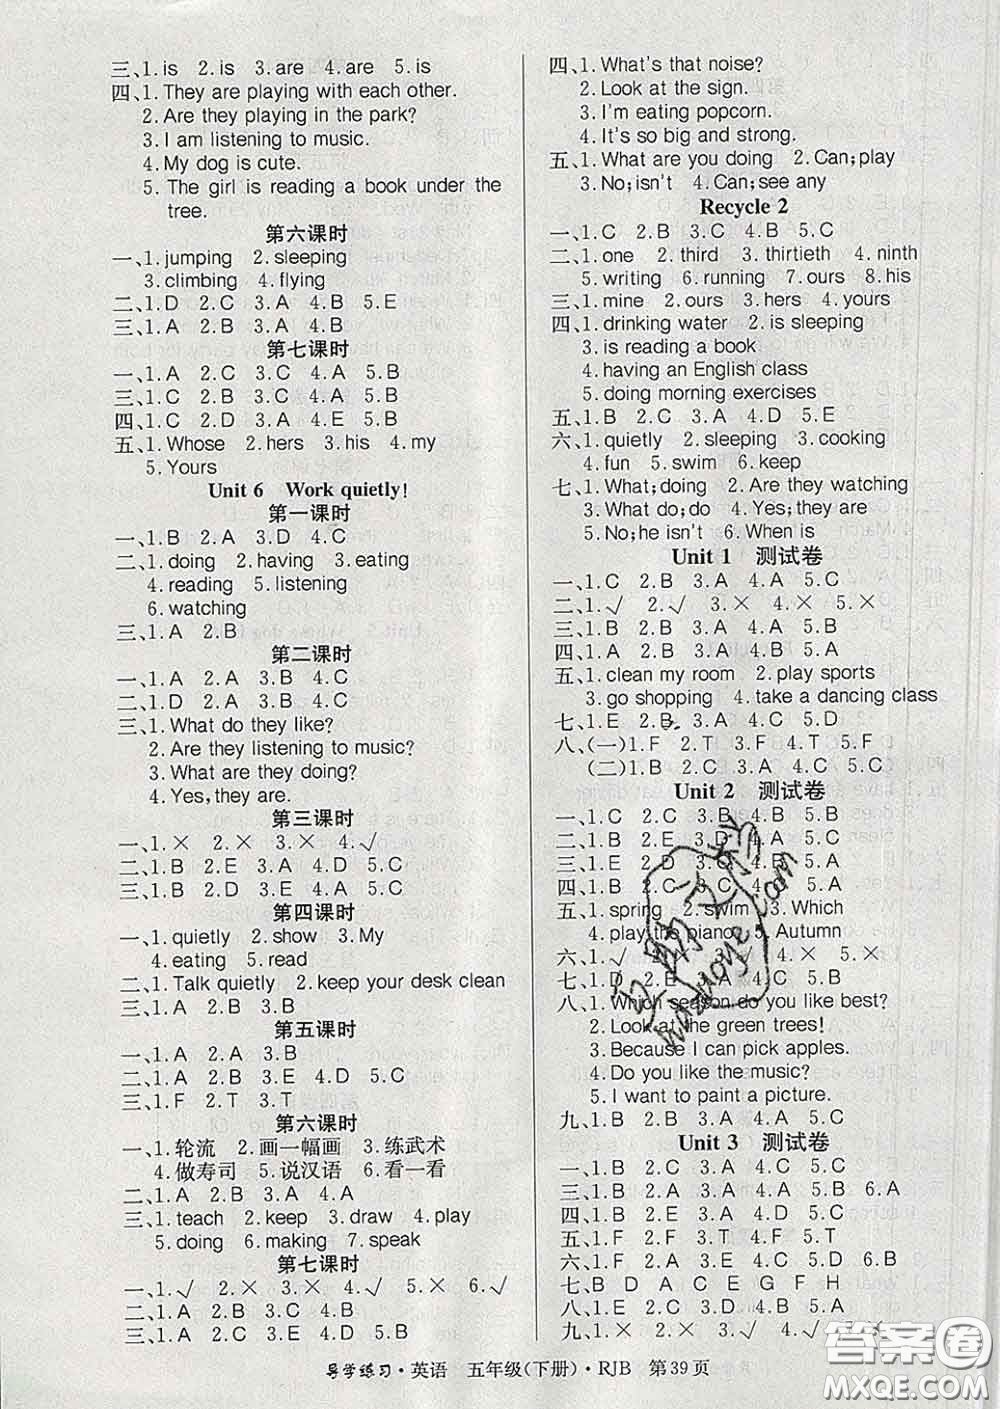 三、1. is  2. is  3. are  4. are  5. is
四、1. They are playing with each other.
2. Are they playing in the park?
3. I am listening to music.
4. My dog is cute.
5. The girl is reading a book under the
tree.
第六课时
一、1. jumping  2. sleeping
3. climbing  4. flying
二、1. D  2. C  3. A  4. B  5. E
三、1. A  2. B  3. A  4. B
第七课时
一、1. A  2. C  3. C  4. A  5. B
三、1. C  2. B  3. C  4. A  5. B
四、1. C  2. D  3. A  4. E  5. B
五、1. Whose  2. hers  3. his  4. my
5. Yours
Unit 6  Work quietly!
第一课时
一、1. B  2. A  3. D  4. C
二、1. doing  2. having  3. eating
4. reading  5. listening
6. watching
三、1. A  2. B
第二课时
一、1. A  2. A  3. B  4. C
二、1. D  2. A  3. B  4. C
三、1. What do they like?
2. Are they listening to music?
3. What are they doing?
4. Yes, they are.
第三课时
一、1. ×  2. ×  3. ×  4. √
二、1. B  2. E  3. A  4. D  5. C
三、1. B  2. D  3. E  4. A  5. C
第四课时
一、1. quietly  2. show  3. My
4. eating  5. read
二、1. Talk quietly  2. keep your desk clean
三、1. A  2. B  3. B
第五课时
一、1. A  2. A  3. B
二、1. A  2. B  3. E  4. D  5. C
三、1. F  2. T  3. T
第六课时
一、1. 轮流  2. 画一幅画  3. 练武术
4. 做寿司  5. 说汉语  6. 看一看
二、1. A  2. B  3. A  4. A
三、1. teach  2. keep  3. draw  4. play
5. doing  6. making  7. speak
第七课时
一、1. √  2. ×  3. ×  4. √  5. ×  6. √
二、1. A  2. B  3. C  4. B
三、1. C  2. A  3. D  4. E  5. B
四、1. What's that noise?
2. Look at the sign.
3. I'm eating popcorn.
4. It's so big and strong.
五、1. What are you doing  2. Can; play
3. No; isn't  4. Can; see any
Recycle 2
一、1. C  2. B  3. C  4. B  5. C
二、1. one  2. third  3. thirtieth  4. ninth
5. writing  6. running  7. ours  8. his
三、1. mine  2. ours  3. hers  4. yours
四、1. drinking water  2. is sleeping
3. is reading a book
4. having an English class
5. doing morning exercises
五、1. B  2. C  3. A  4. D  5. E
六、1. quietly  2. sleeping  3. cooking
4. fun  5. swim  6. keep
七、1. What; doing  2. Are they watching
3. What do; do  4. Yes; they are
5. No; he isn't  6. When is
Unit 1  测试卷
一、1. C  2. B  3. A  4. A  5. C
二、1. √  2. √  3. ×  4. ×  5. ×
三、1. C  2. B  3. A  4. B  5. C
四、1. A  2. B  3. A  4. A  5. B
五、1. clean my room  2. play sports
3. go shopping  4. take a dancing class
七、1. E  2. B  3. A  4. C  5. D
八、(一)1. F  2. T  3. F  4. T  5. F
(二)1. B  2. C  3. A  4. A  5. C
Unit 2  测试卷
一、1. C  2. C  3. B  4. B  5. B
二、1. B  2. E  3. D  4. A  5. C
三、1. E  2. D  3. C  4. B  5. A
四、1. B  2. C  4. C  5. A
五、1. spring  2. swim  3. Which
4. play the piano  5. Autumn
六、1. √  √  ×  ×
七、1. D  2. E  A  5. C
八、1. Which season do you like best?
2. Look at the green trees!
3. Because I can pick apples.
4. Do you like the music?
5. I want to paint a picture.
九、1. B  2. B  3. A  4. A  5. C
Unit 3  测试卷
一、1. B  2. C  3. A  4. A  5. C
三、1. B  2. D  3. E  4. C  5. B  6. A
四、1. B  2. E  3. A  4. D  5. C
五、1. F  2. T  3. F  4. F  5. T
六、1. F  2. A  3. E  4. C  5. D  6. B
七、B  D  A  C  E  G  F  H
八、1. E  2. A  3. B  4. C  5. D
九、1. ×  2. ×  3. √
导学练习·英语  五年级(下册)·RJB  第39页
答案圈
MXQE.COM